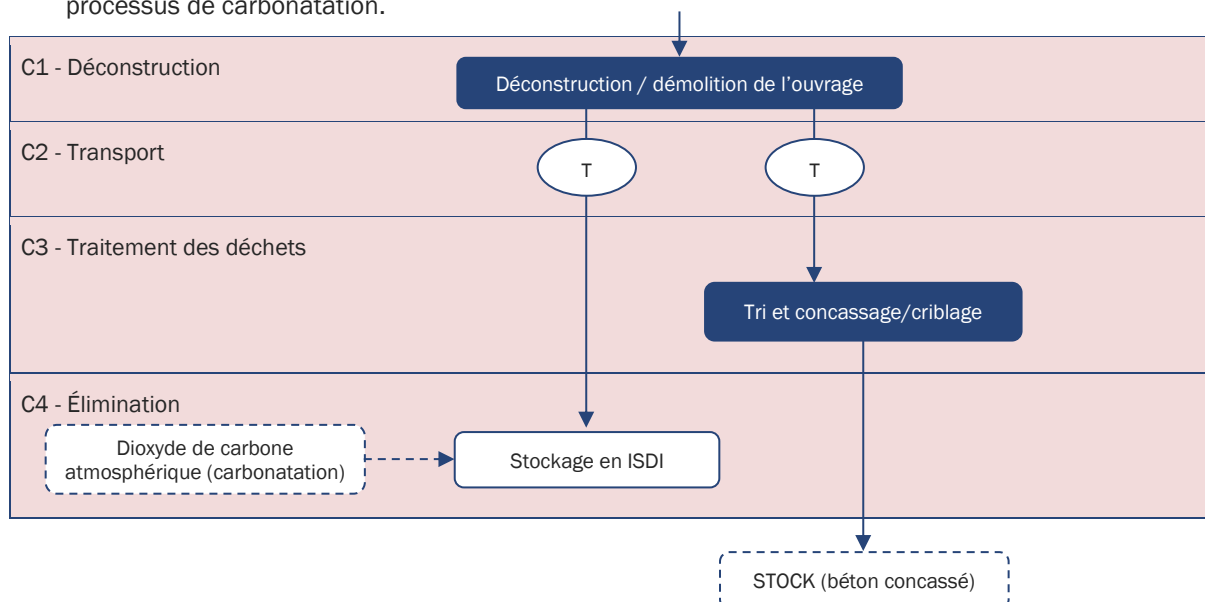 processus de carbonatation.
C1 - Déconstruction
Déconstruction / démolition de l'ouvrage
C2 - Transport
T
T
C3 - Traitement des déchets
Tri et concassage/criblage
C4 - Élimination
Dioxyde de carbone
atmosphérique (carbonatation)
Stockage en ISDI
STOCK (béton concassé)